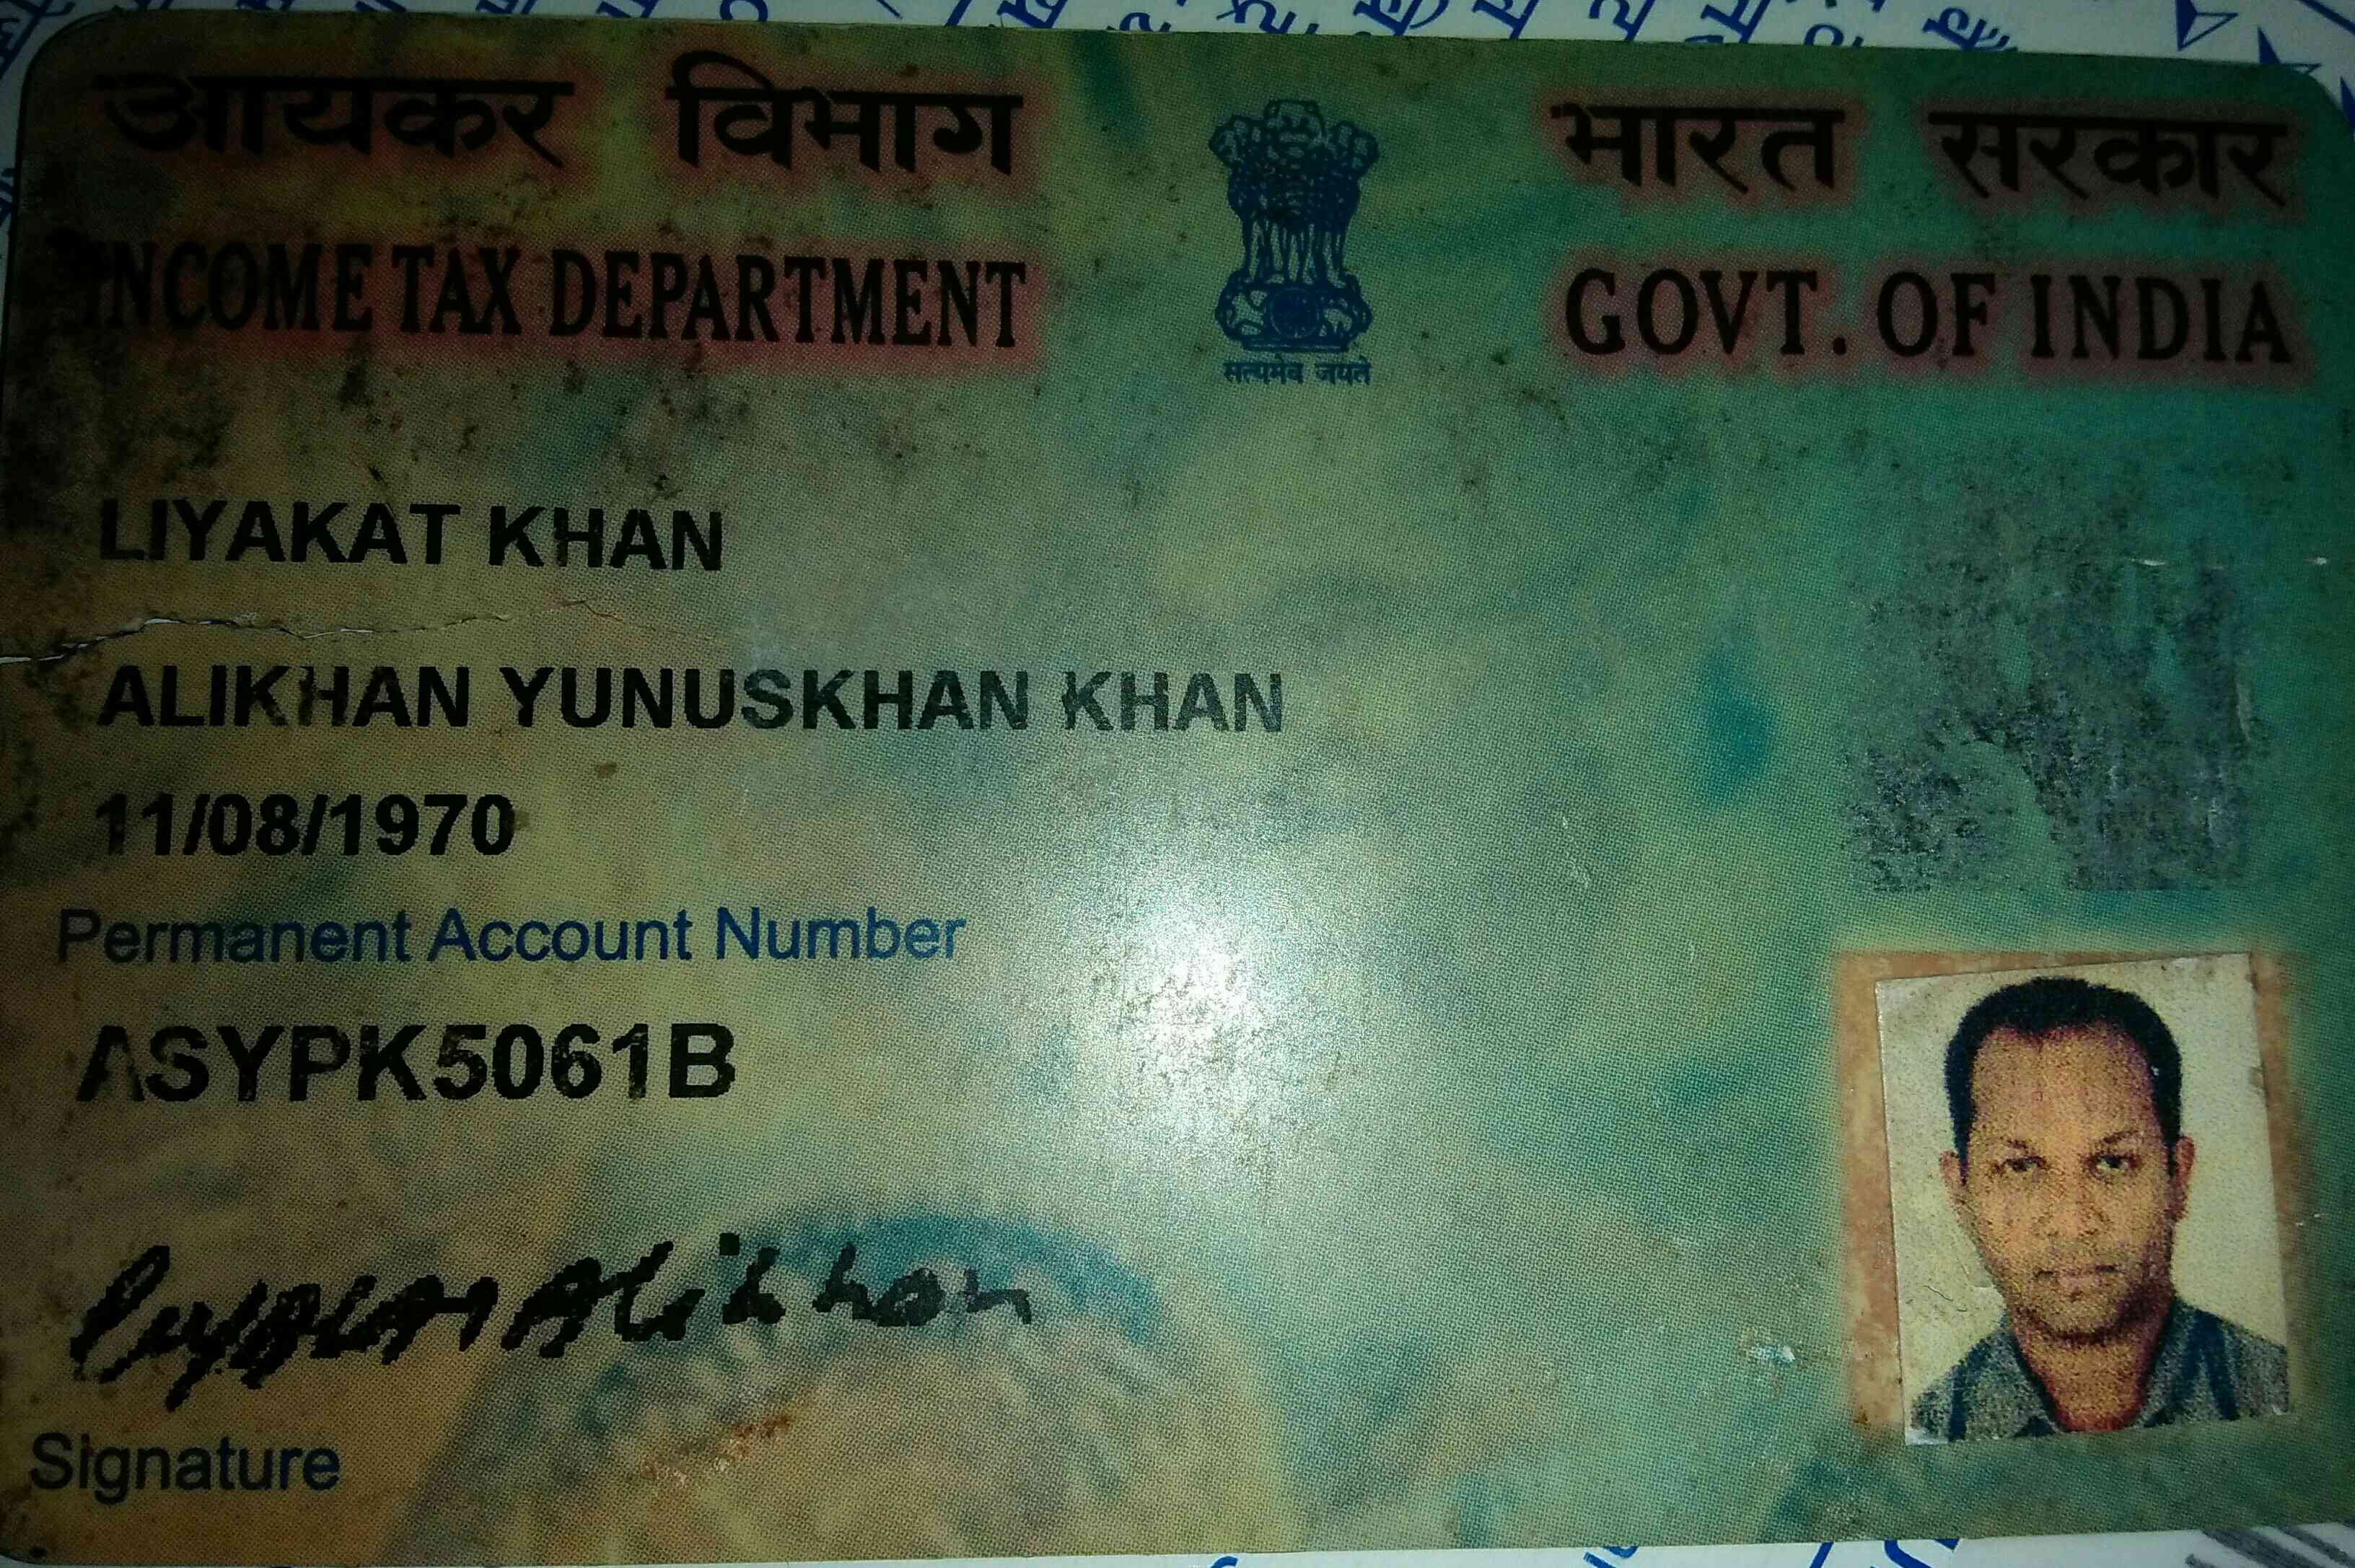 आयकर विभाग
INCOME TAX DEPARTMENT
सत्यमेव जयते
भारत सरकार
GOVT. OF INDIA
LIYAKAT KHAN
ALIKHAN YUNUSKHAN KHAN
11/08/1970
Permanent Account Number
ASYPK5061B
Alikhan
Signature